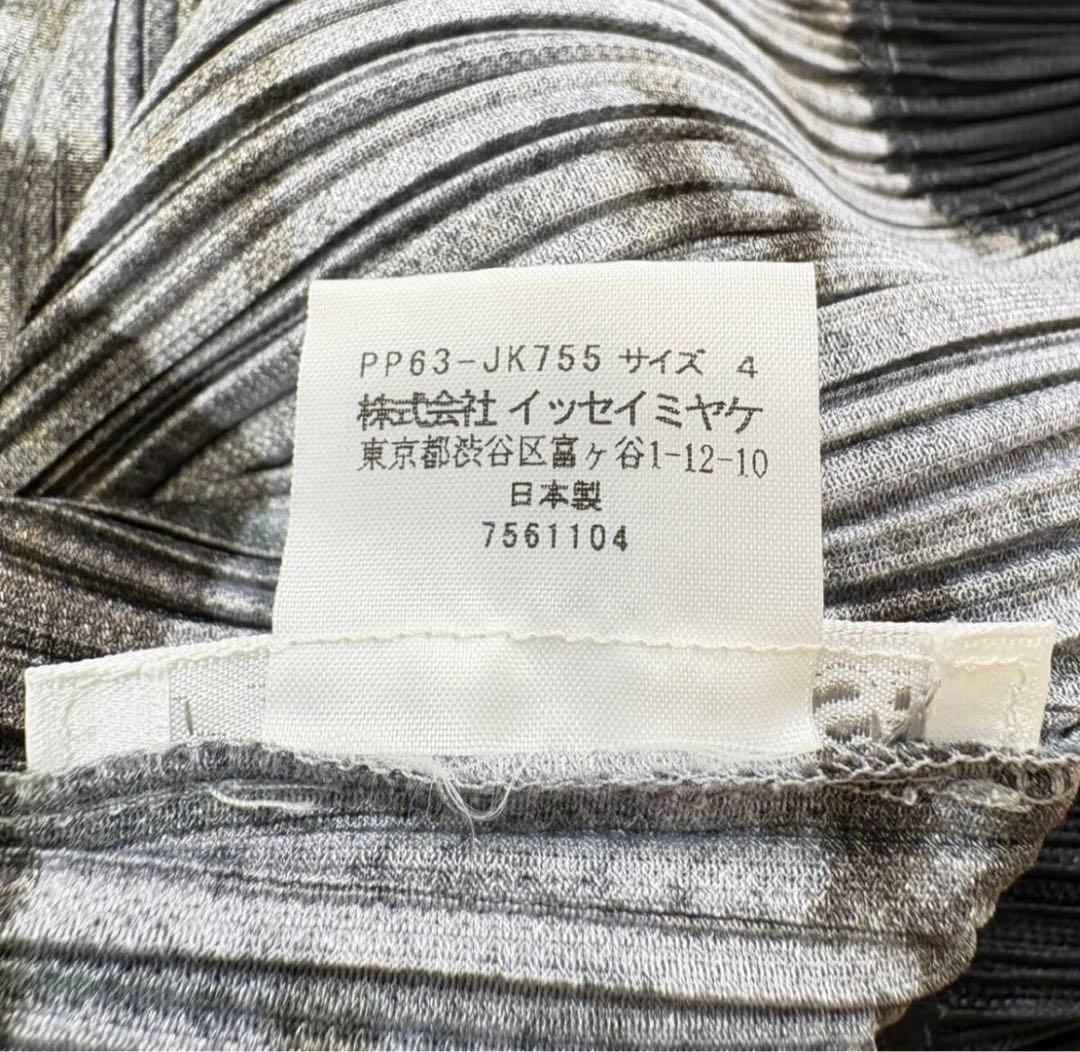 PP63-JK755 サイズ 4
株式会社 イッセイミヤケ
東京都渋谷区富ヶ谷1-12-10
日本製
7561104